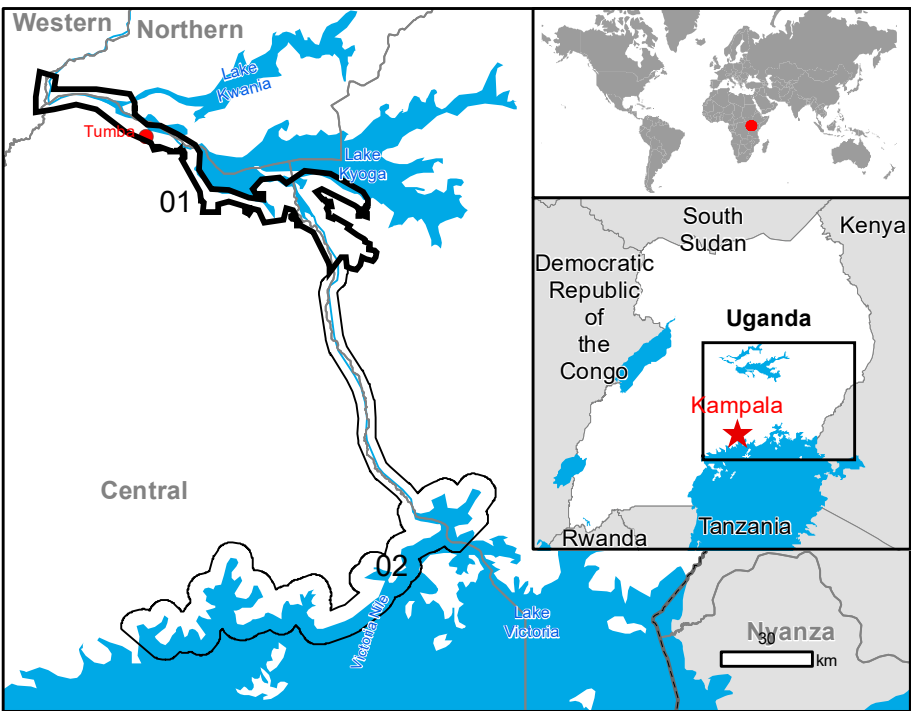 Western
Northern
Lake
Kwania
Tumba
Lake
Kyoga
01
Central
02
Victoria Nile
Lake
Victoria
Nyanza
30
km
South
Sudan
Kenya
Democratic
Republic
of
the
Congo
Uganda
Kampala
Rwanda
Tanzania